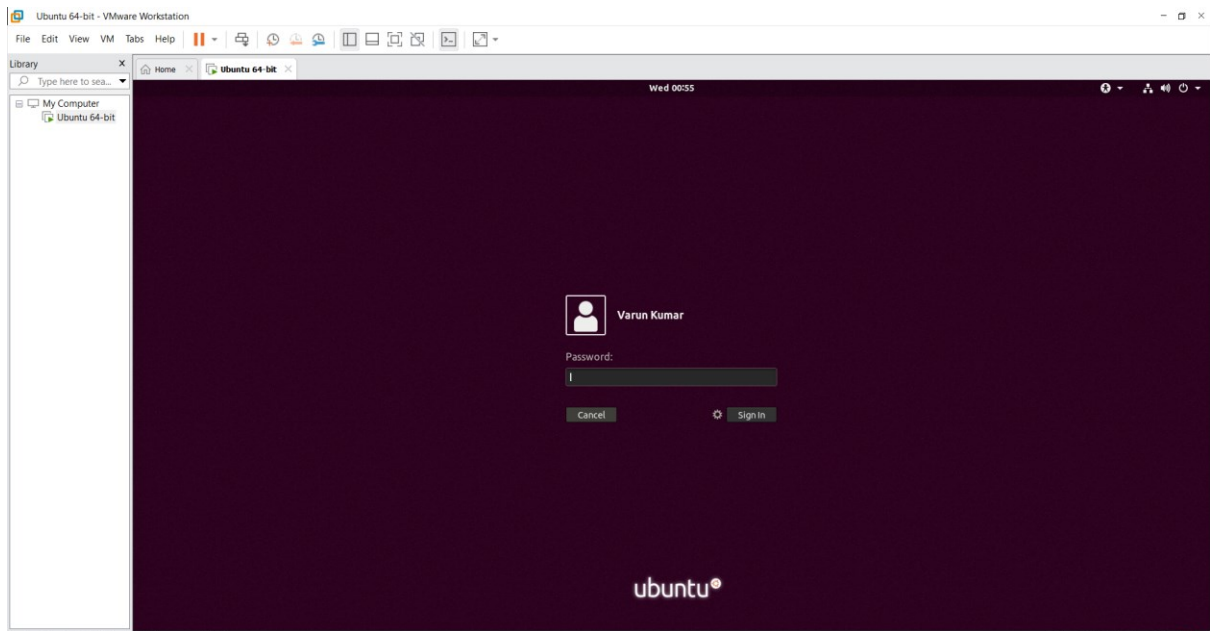 Ubuntu 64-bit - VMware Workstation
File Edit View VM Tabs Help
Library X
Home
Ubuntu 64-bit
Type here to sea...
My Computer
Ubuntu 64-bit
Wed 00:55
Varun Kumar
Password:
Cancel
Sign In
ubuntu